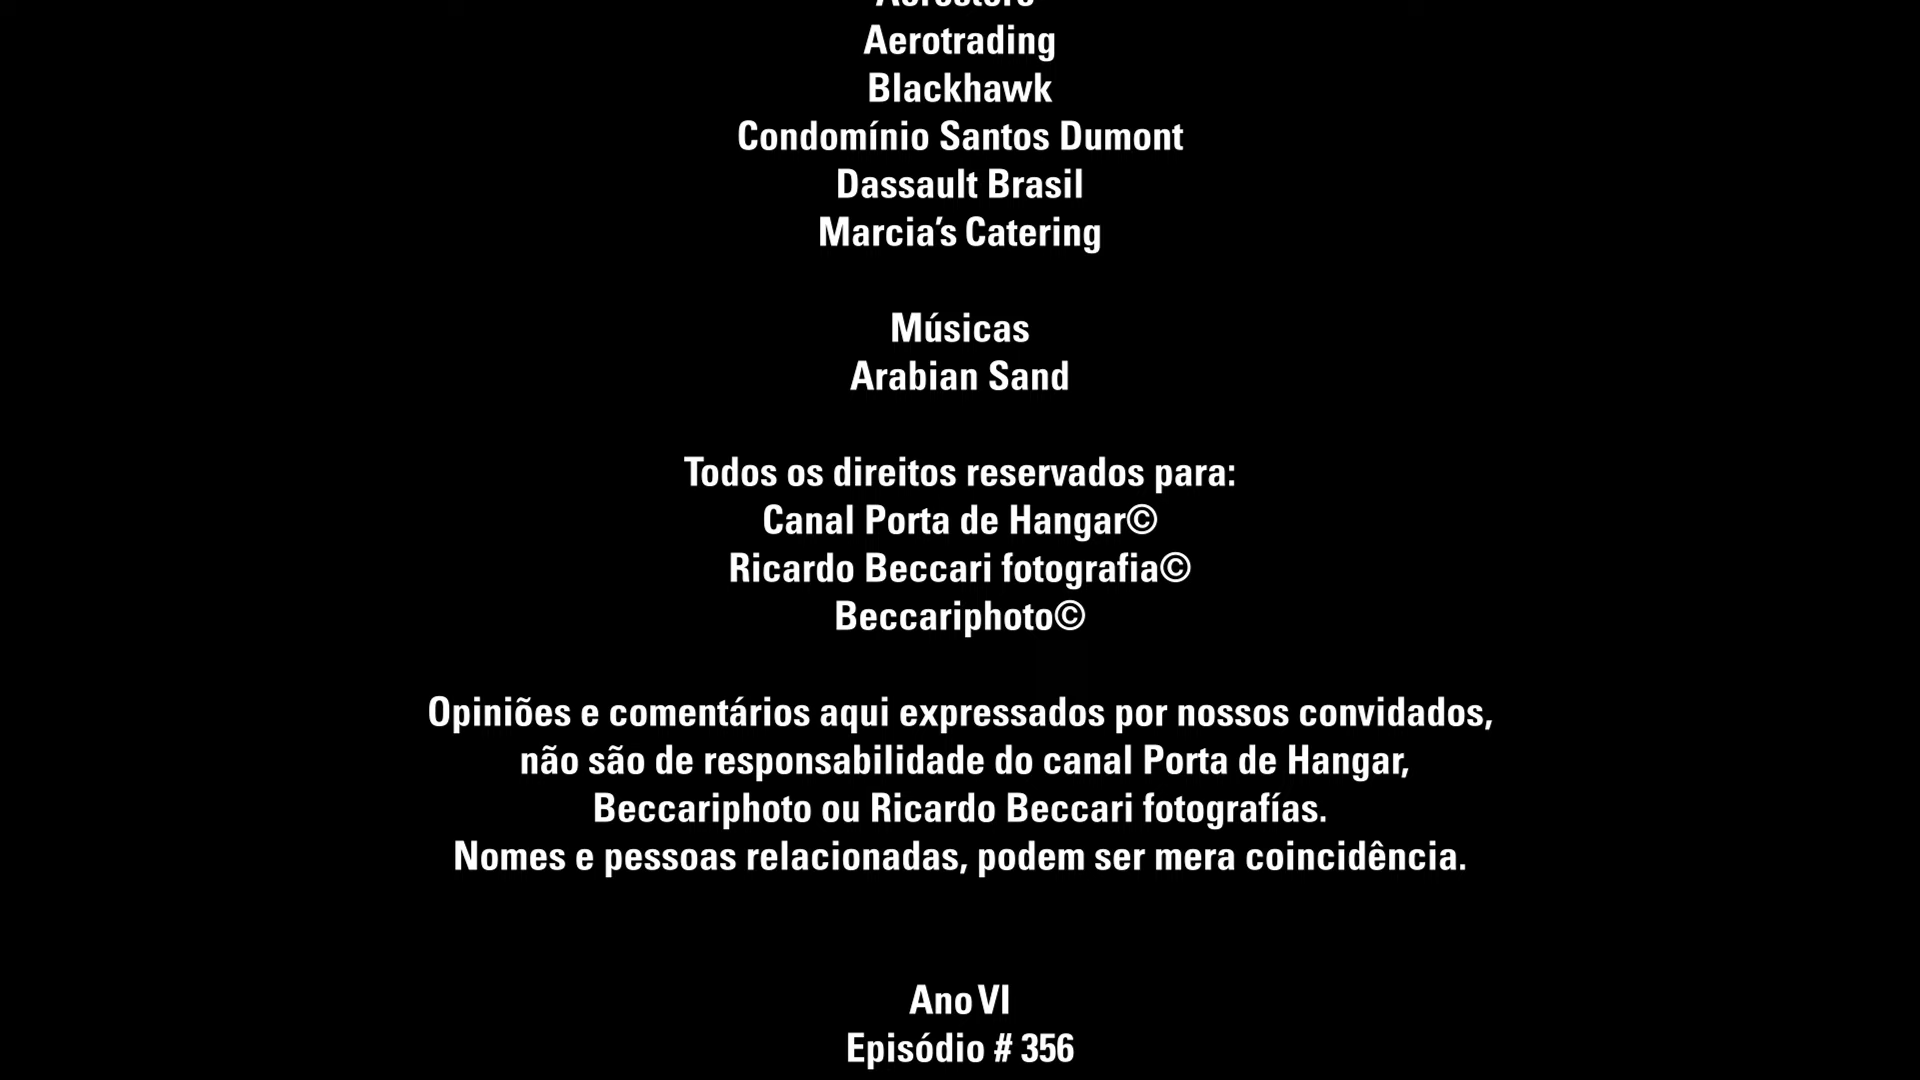 Aerotrading
Blackhawk
Condomínio Santos Dumont
Dassault Brasil
Marcia’s Catering
Músicas
Arabian Sand
Todos os direitos reservados para:
Canal Porta de Hangar©
Ricardo Beccari fotografia©
Beccariphoto©
Opiniões e comentários aqui expressados por nossos convidados,
não são de responsabilidade do canal Porta de Hangar,
Beccariphoto ou Ricardo Beccari fotografías.
Nomes e pessoas relacionadas, podem ser mera coincidência.
Ano VI
Episódio # 356